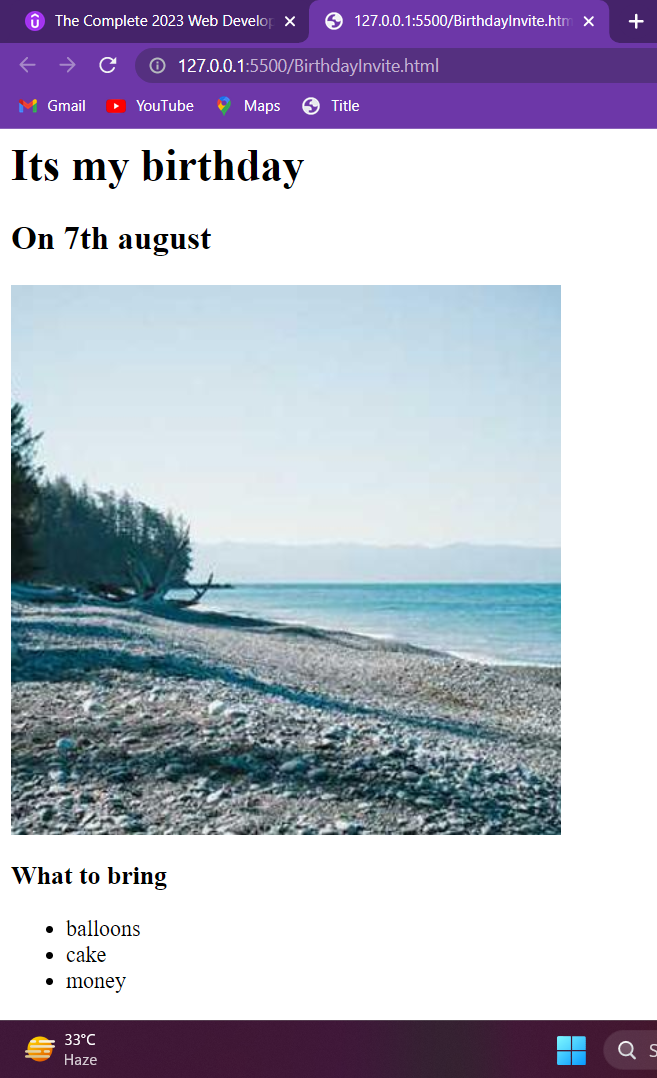 The Complete 2023 Web Develop
127.0.0.1:5500/BirthdayInvite.htm
127.0.0.1:5500/BirthdayInvite.html
Gmail YouTube Maps Title
Its my birthday
On 7th august
What to bring
balloons
cake
money
33°C
Haze
S